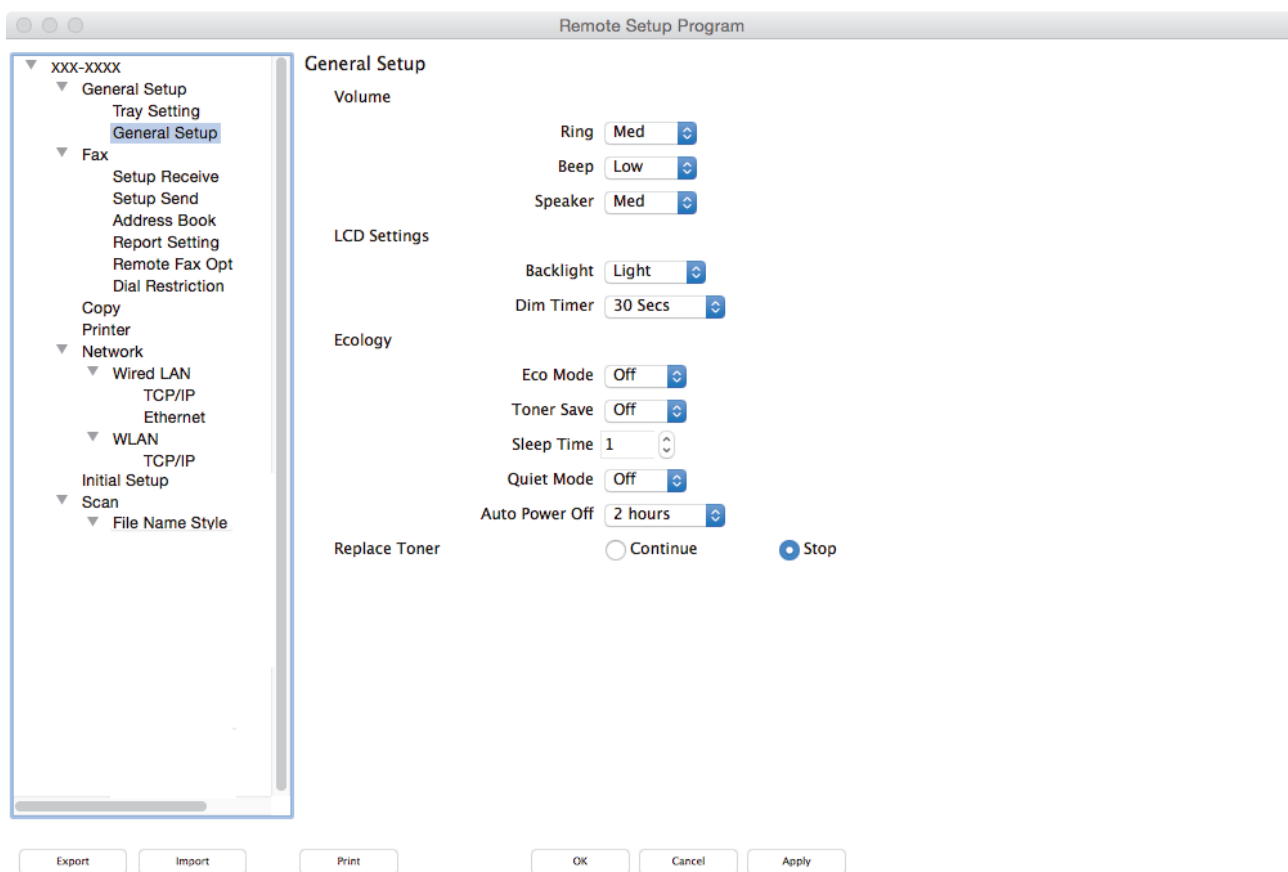 Remote Setup Program
XXX-XXXX
General Setup
Tray Setting
General Setup
Fax
Setup Receive
Setup Send
Address Book
Report Setting
Remote Fax Opt
Dial Restriction
Copy
Printer
Network
Wired LAN
TCP/IP
Ethernet
WLAN
TCP/IP
Initial Setup
Scan
File Name Style
General Setup
Volume
Ring Med
Beep Low
Speaker Med
LCD Settings
Backlight Light
Dim Timer 30 Secs
Ecology
Eco Mode Off
Toner Save Off
Sleep Time 1
Quiet Mode Off
Auto Power Off 2 hours
Replace Toner Continue Stop
Export Import Print OK Cancel Apply